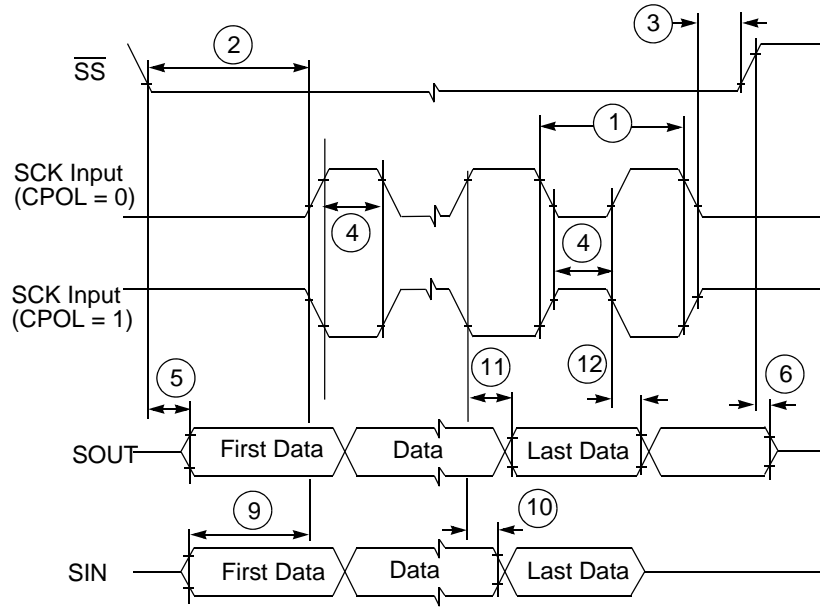 3
2
SS
1
SCK Input
(CPOL = 0)
4
4
SCK Input
(CPOL = 1)
5
11
12
6
SOUT
First Data
Data
Last Data
9
10
SIN
First Data
Data
Last Data